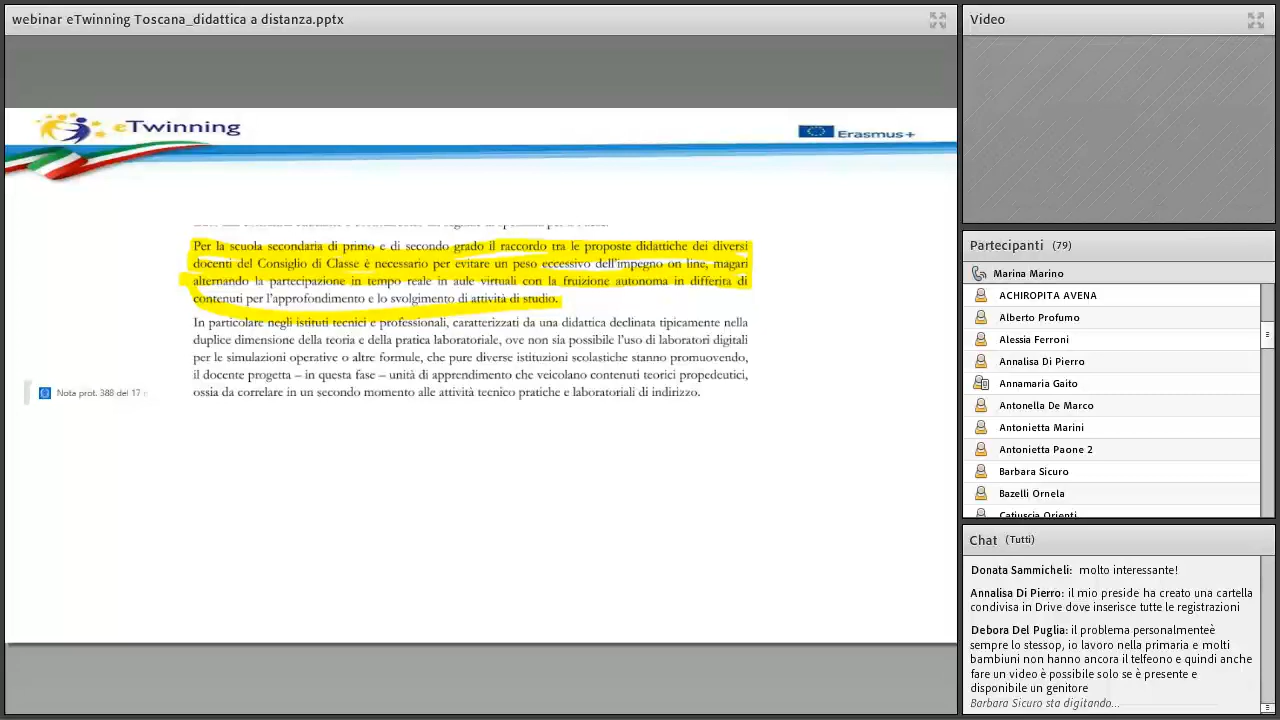 webinar eTwinning Toscana_didattica a distanza.pptx
eTwinning
Erasmus+
Per la scuola secondaria di primo e di secondo grado il raccordo tra le proposte didattiche dei diversi
docenti del Consiglio di Classe è necessario per evitare un peso eccessivo dell'impegno on line, magari
alternando la partecipazione in tempo reale in aule virtuali con la fruizione autonoma in differita di
contenuti per l'approfondimento e lo svolgimento di attività di studio.
In particolare negli istituti tecnici e professionali, caratterizzati da una didattica declinata tipicamente nella
duplice dimensione della teoria e della pratica laboratoriale, ove non sia possibile l'uso di laboratori digitali
per le simulazioni operative o altre formule, che pure diverse istituzioni scolastiche stanno promuovendo,
il docente progetta – in questa fase – unità di apprendimento che veicolano contenuti teorici propedeutici,
ossia da correlare in un secondo momento alle attività tecnico pratiche e laboratoriali di indirizzo.
Nota prot. 388 del 17
Video
Partecipanti (79)
Marina Marino
ACHIROPITA AVENA
Alberto Profumo
Alessia Ferroni
Annalisa Di Pierro
Annamaria Gaito
Antonella De Marco
Antonietta Marini
Antonietta Paone 2
Barbara Sicuro
Bazelli Ornela
Catiuscia Orienti
Chat (Tutti)
Donata Sammicheli: molto interessante!
Annalisa Di Pierro: il mio preside ha creato una cartella
condivisa in Drive dove inserisce tutte le registrazioni
Debora Del Puglia: il problema personalmenteè
sempre lo stessop, io lavoro nella primaria e molti
bambiuni non hanno ancora il telfeono e quindi anche
fare un video è possibile solo se è presente e
disponibile un genitore
Barbara Sicuro sta digitando...